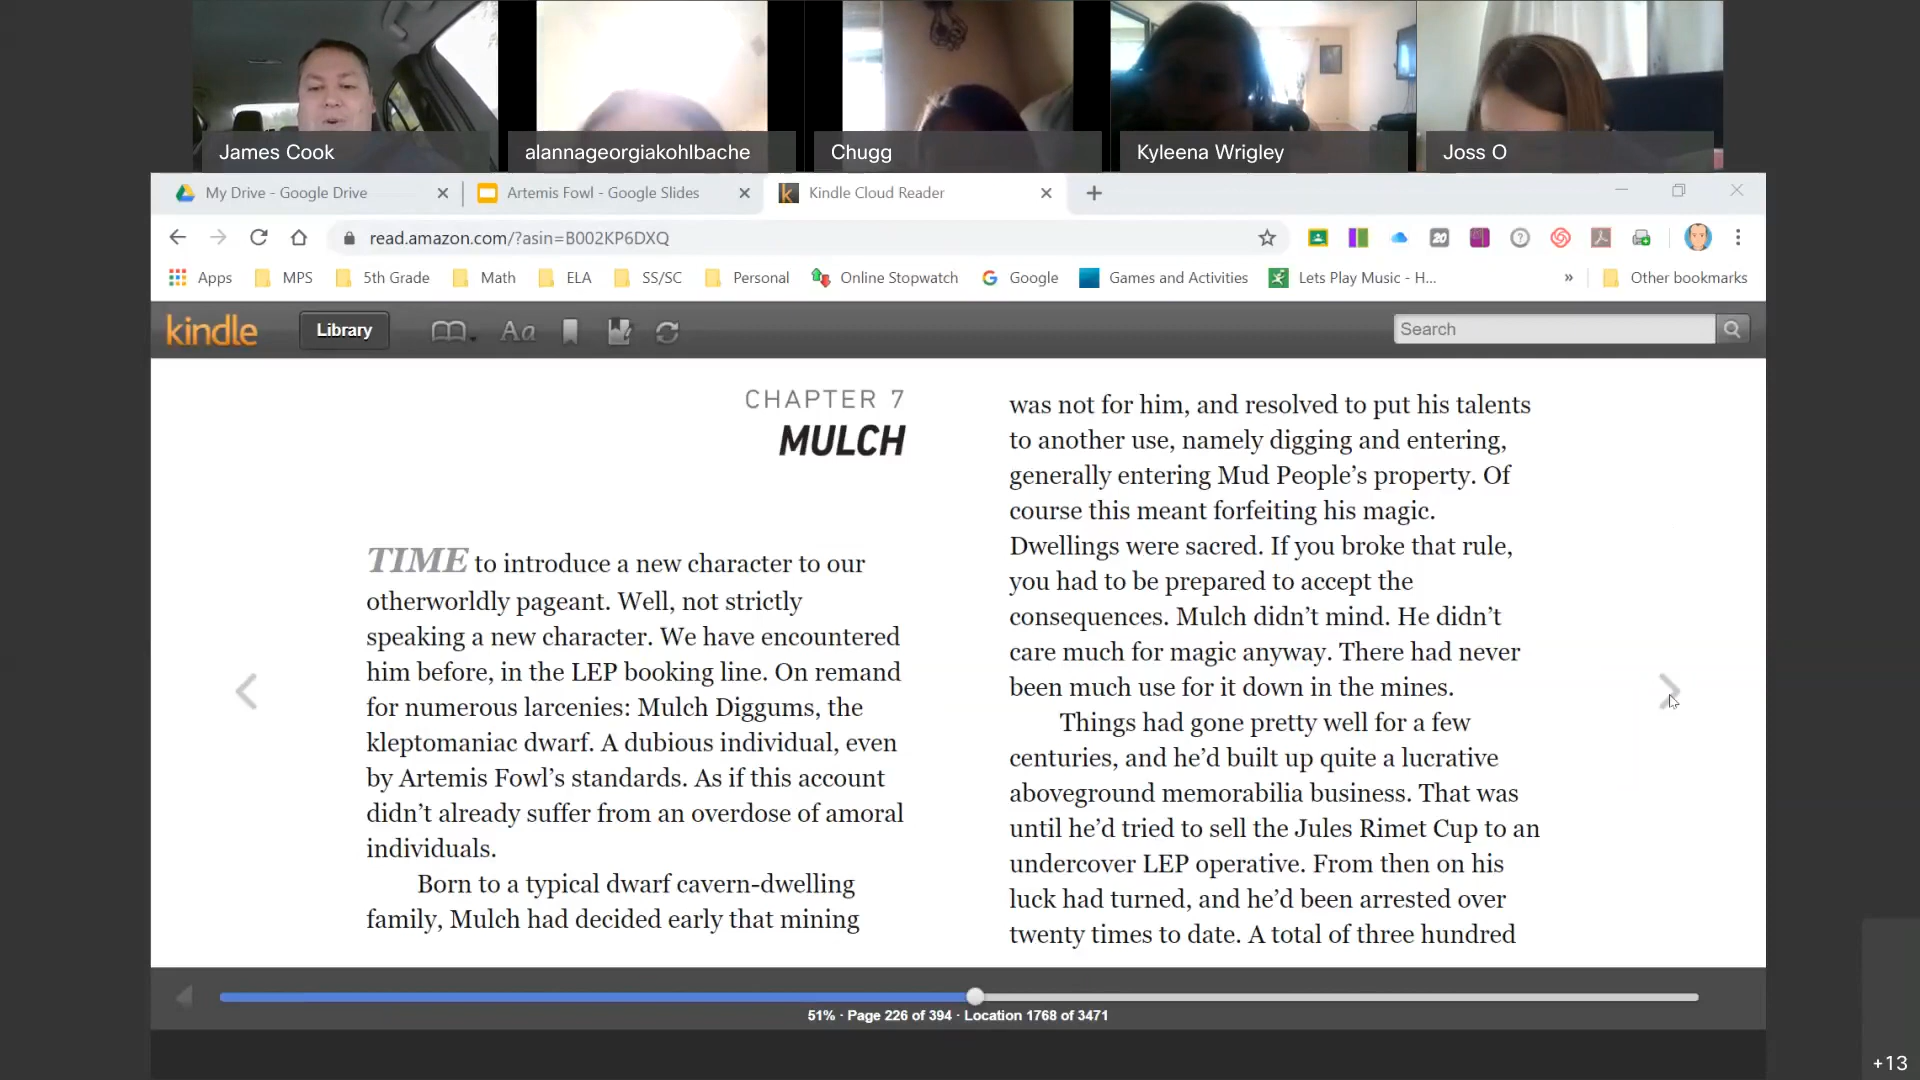 James Cook
alannageorgiakohlbache
Chugg
Kyleena Wrigley
Joss O
My Drive - Google Drive
Artemis Fowl - Google Slides
Kindle Cloud Reader
read.amazon.com/?asin=B002KP6DXQ
20
Apps
MPS
5th Grade
Math
ELA
SS/SC
Personal
Online Stopwatch
Google
Games and Activities
Lets Play Music - H...
»
Other bookmarks
kindle
Library
Aa
Search
CHAPTER 7
MULCH
TIME to introduce a new character to our
otherworldly pageant. Well, not strictly
speaking a new character. We have encountered
him before, in the LEP booking line. On remand
for numerous larcenies: Mulch Diggums, the
kleptomaniac dwarf. A dubious individual, even
by Artemis Fowl’s standards. As if this account
didn’t already suffer from an overdose of amoral
individuals.
Born to a typical dwarf cavern-dwelling
family, Mulch had decided early that mining
was not for him, and resolved to put his talents
to another use, namely digging and entering,
generally entering Mud People’s property. Of
course this meant forfeiting his magic.
Dwellings were sacred. If you broke that rule,
you had to be prepared to accept the
consequences. Mulch didn’t mind. He didn’t
care much for magic anyway. There had never
been much use for it down in the mines.
Things had gone pretty well for a few
centuries, and he’d built up quite a lucrative
aboveground memorabilia business. That was
until he’d tried to sell the Jules Rimet Cup to an
undercover LEP operative. From then on his
luck had turned, and he’d been arrested over
twenty times to date. A total of three hundred
51% · Page 226 of 394 · Location 1768 of 3471
+13